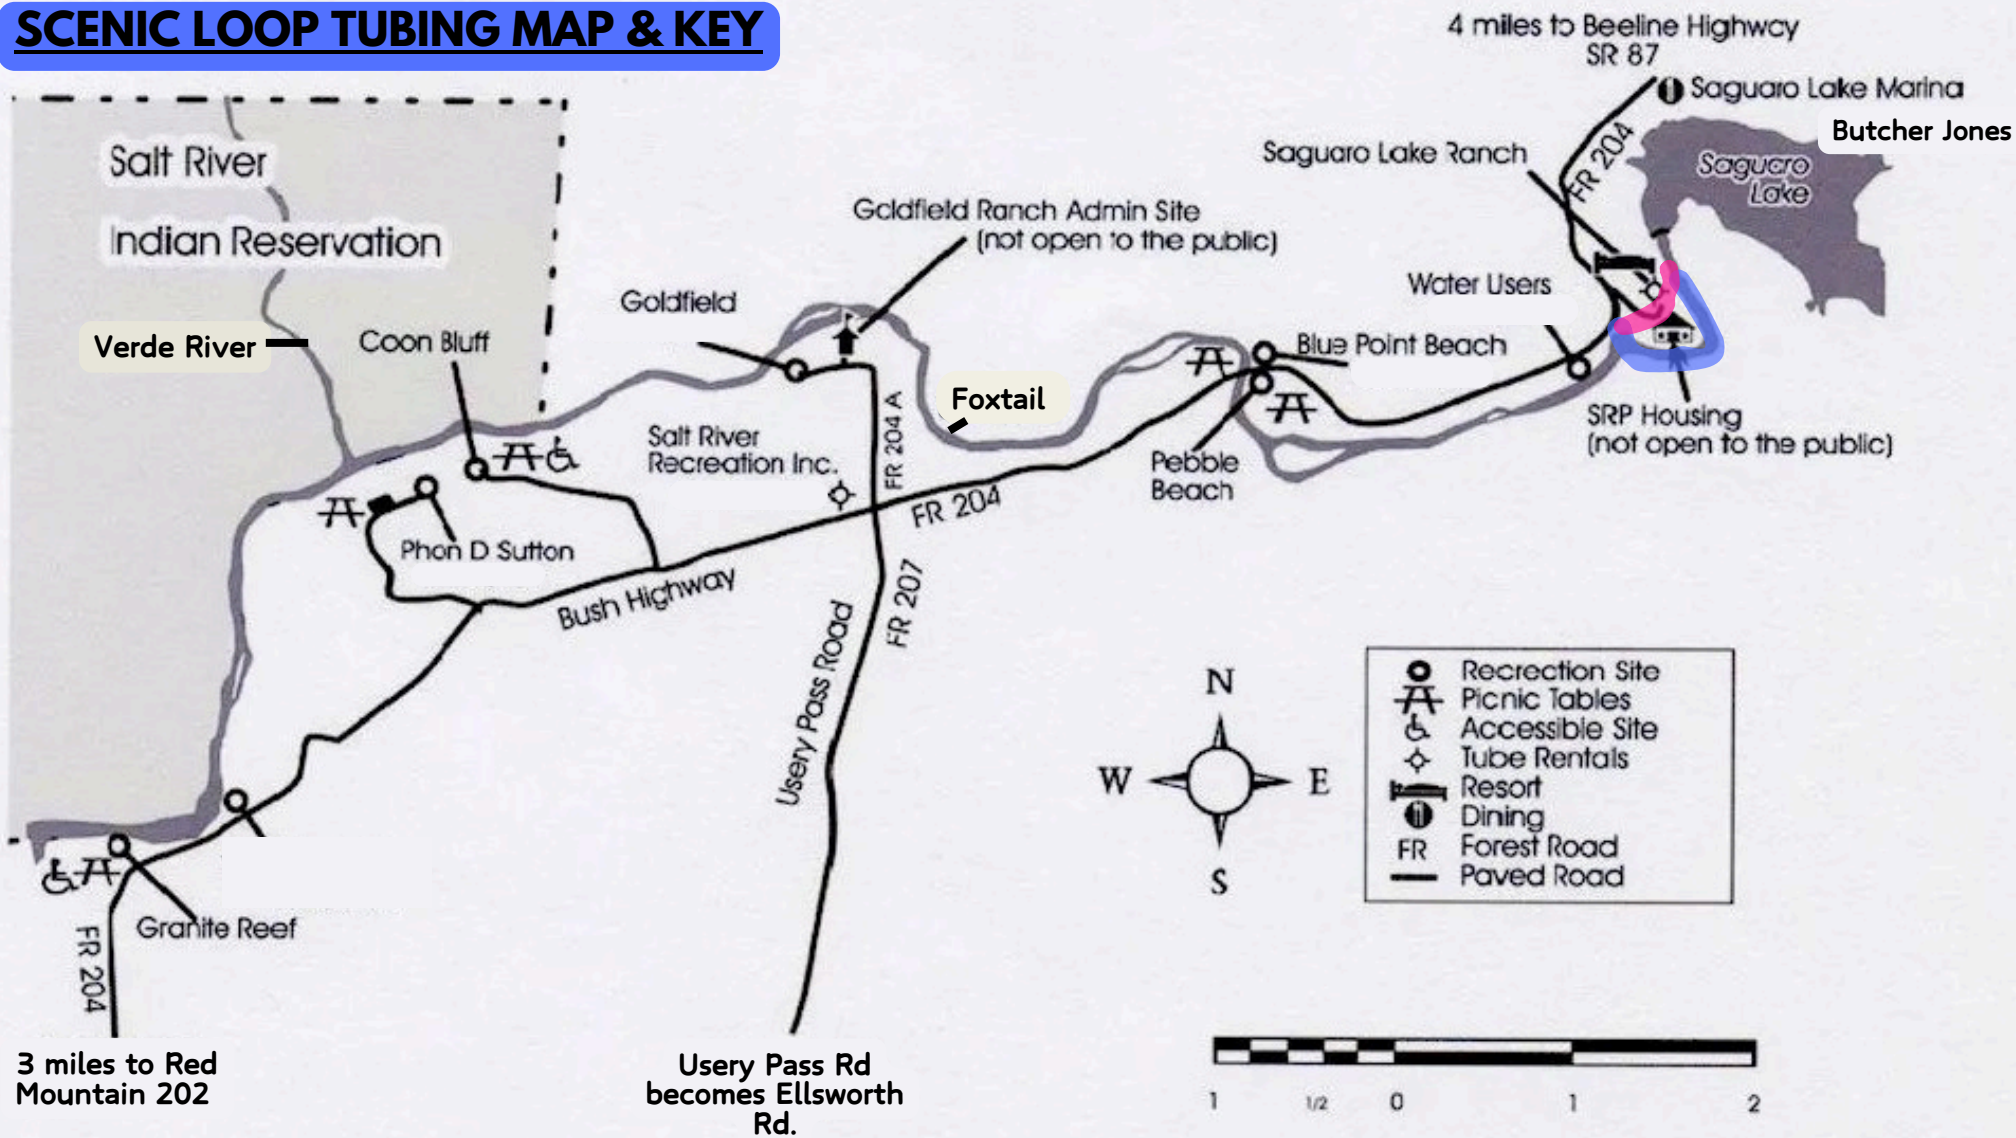 SCENIC LOOP TUBING MAP & KEY
4 miles to Beeline Highway
SR 87
Saguaro Lake Marina
Butcher Jones
FR 204
Saguaro Lake Ranch
Saguaro
Lake
Salt River
Indian Reservation
Goldfield Ranch Admin Site
(not open to the public)
Water Users
Goldfield
Verde River
Coon Bluff
Blue Point Beach
Foxtail
FR 204 A
SRP Housing
(not open to the public)
Salt River
Recreation Inc.
Pebble
Beach
FR 204
Phon D Sutton
Bush Highway
FR 207
Usery Pass Road
N
W
E
S
Recreation Site
Picnic Tables
Accessible Site
Tube Rentals
Resort
Dining
FR Forest Road
Paved Road
Granite Reef
FR 204
3 miles to Red
Mountain 202
Usery Pass Rd
becomes Ellsworth
Rd.
1 1/2 0 1 2